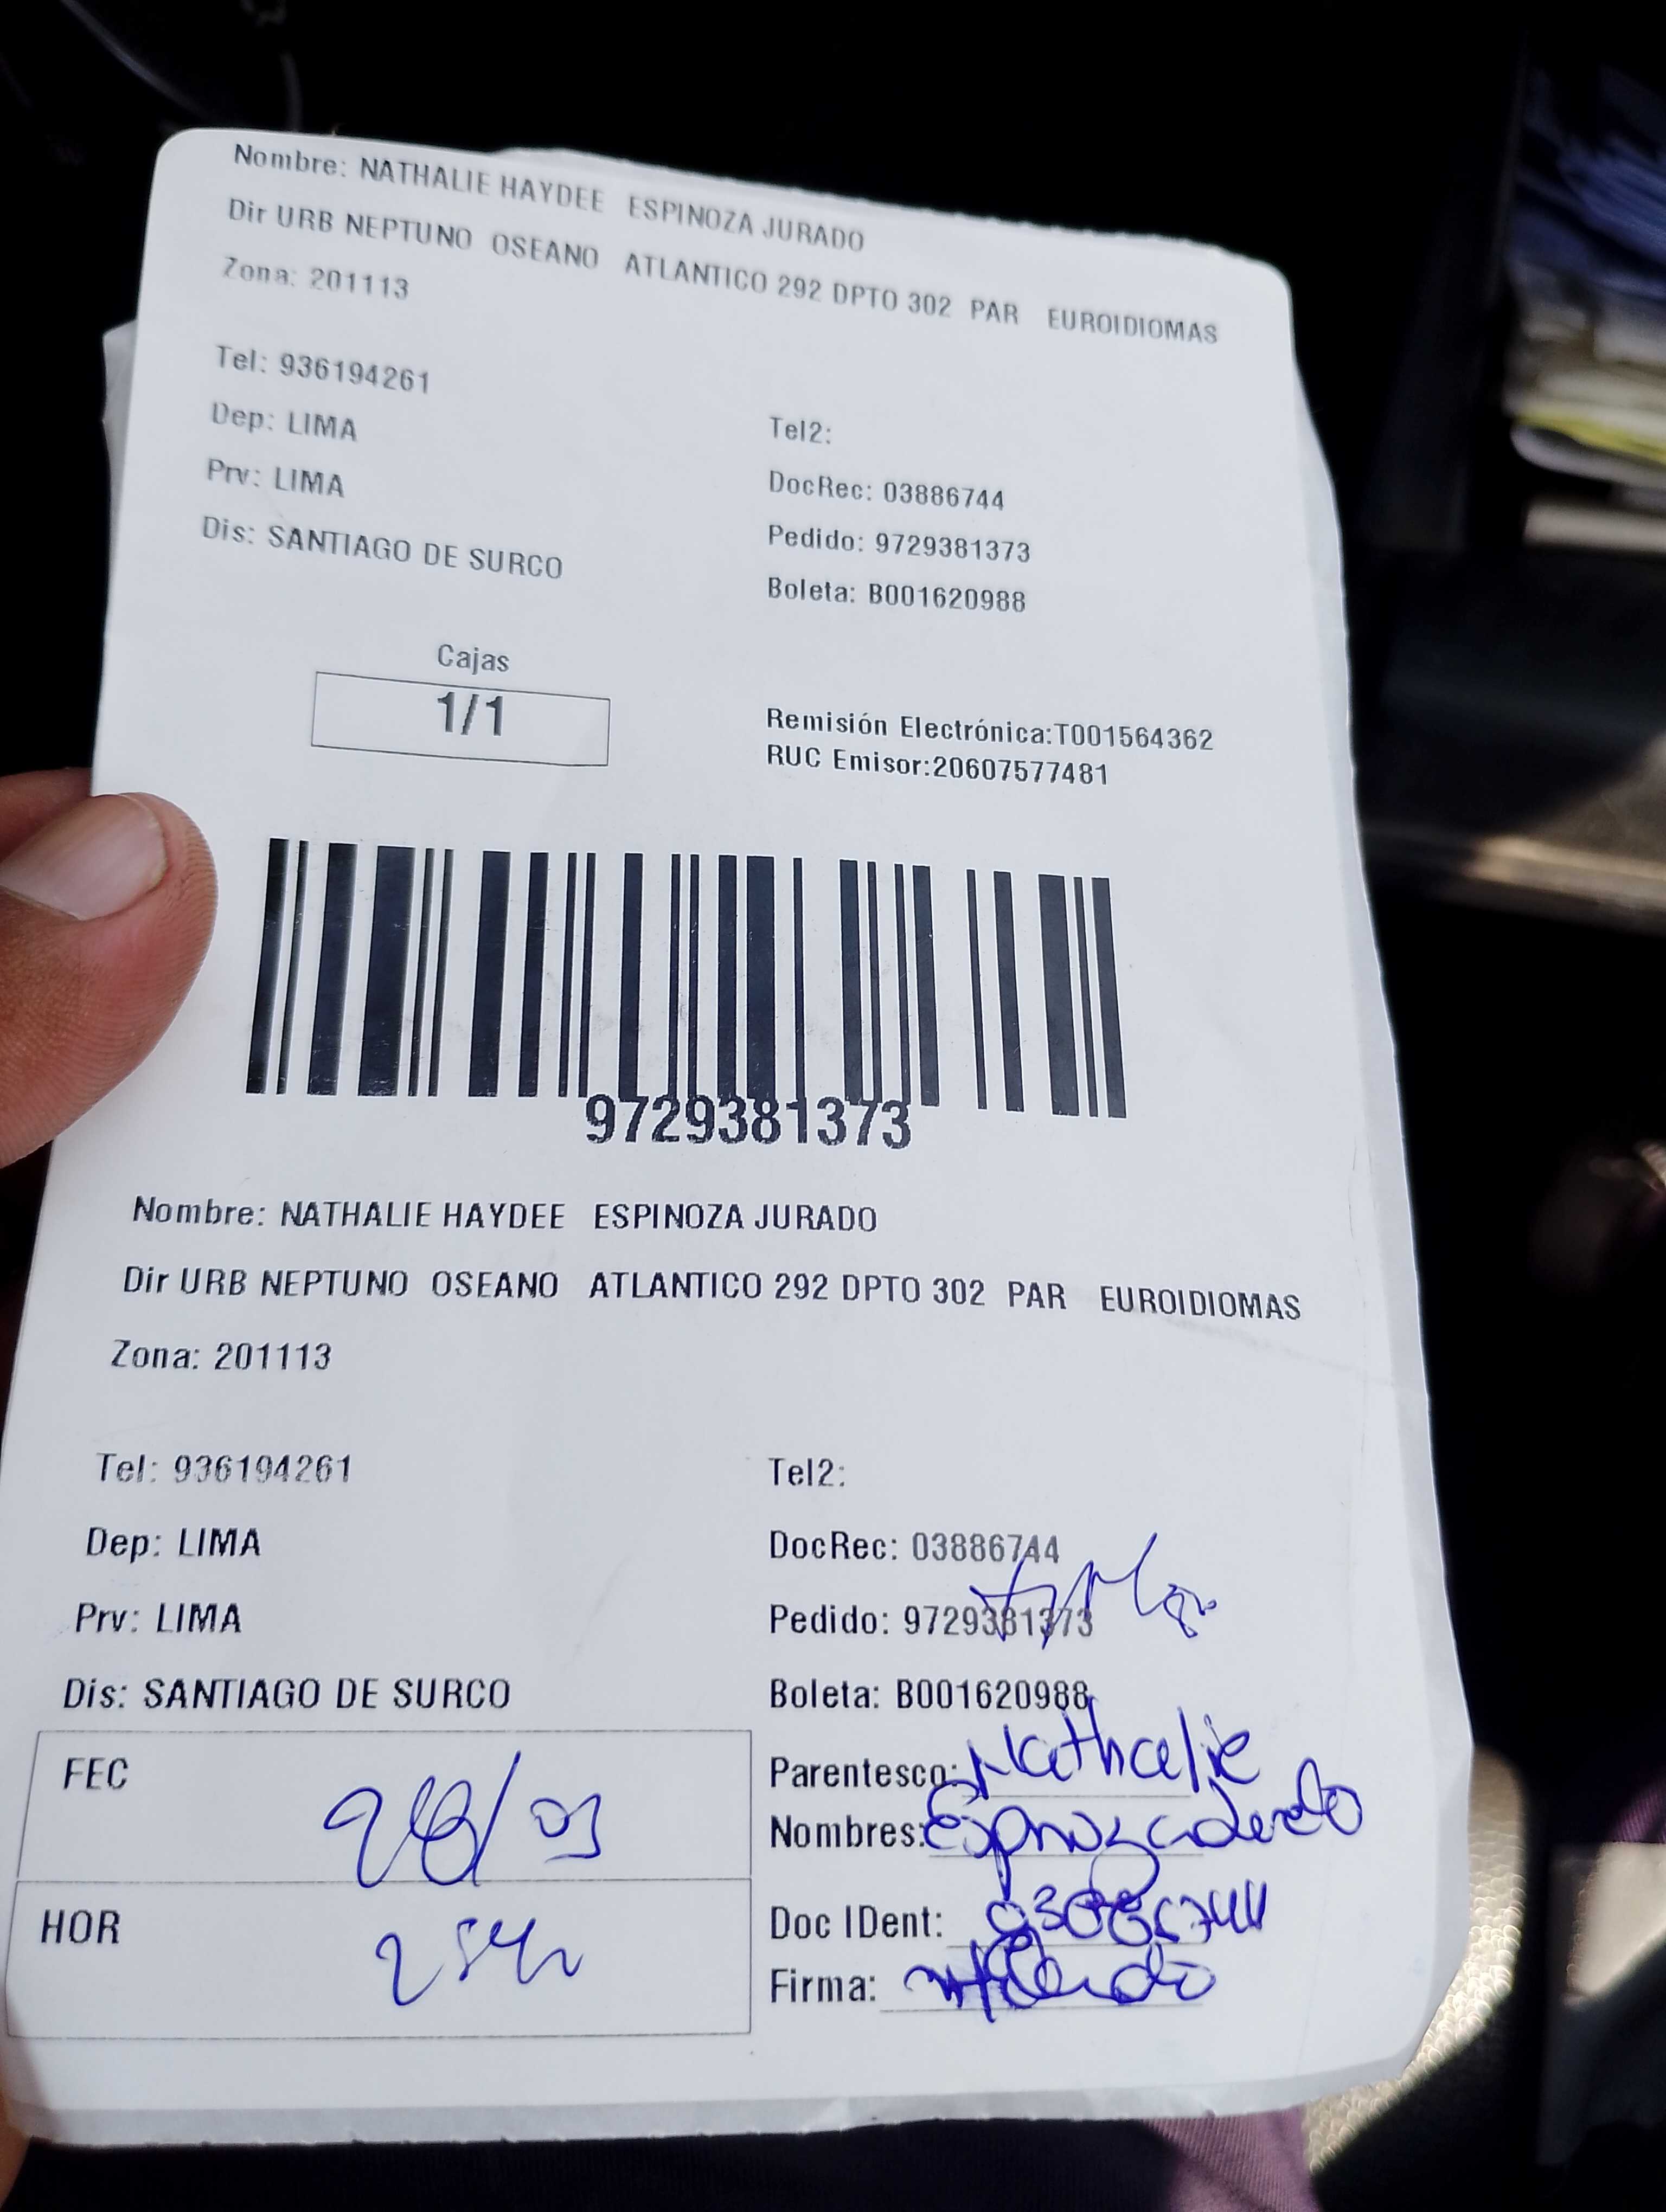 Nombre: NATHALIE HAYDEE ESPINOZA JURADO
Dir URB NEPTUNO OSEANO ATLANTICO 292 DPTO 302 PAR EUROIDIOMAS
Zona: 201113
Tel: 936194261
Tel2:
Dep: LIMA
DocRec: 03886744
Prv: LIMA
Pedido: 9729381373
Dis: SANTIAGO DE SURCO
Boleta: B001620988
Cajas
1/1
Remisión Electrónica:T001564362
RUC Emisor:20607577481
9729381373
Nombre: NATHALIE HAYDEE ESPINOZA JURADO
Dir URB NEPTUNO OSEANO ATLANTICO 292 DPTO 302 PAR EUROIDIOMAS
Zona: 201113
Tel: 936194261
Tel2:
Dep: LIMA
DocRec: 03886744
Prv: LIMA
Pedido: 9729381373
Dis: SANTIAGO DE SURCO
Boleta: B001620988
FEC
Parentesco: Nathalie
Nombres:
HOR
Doc IDent:
Firma: